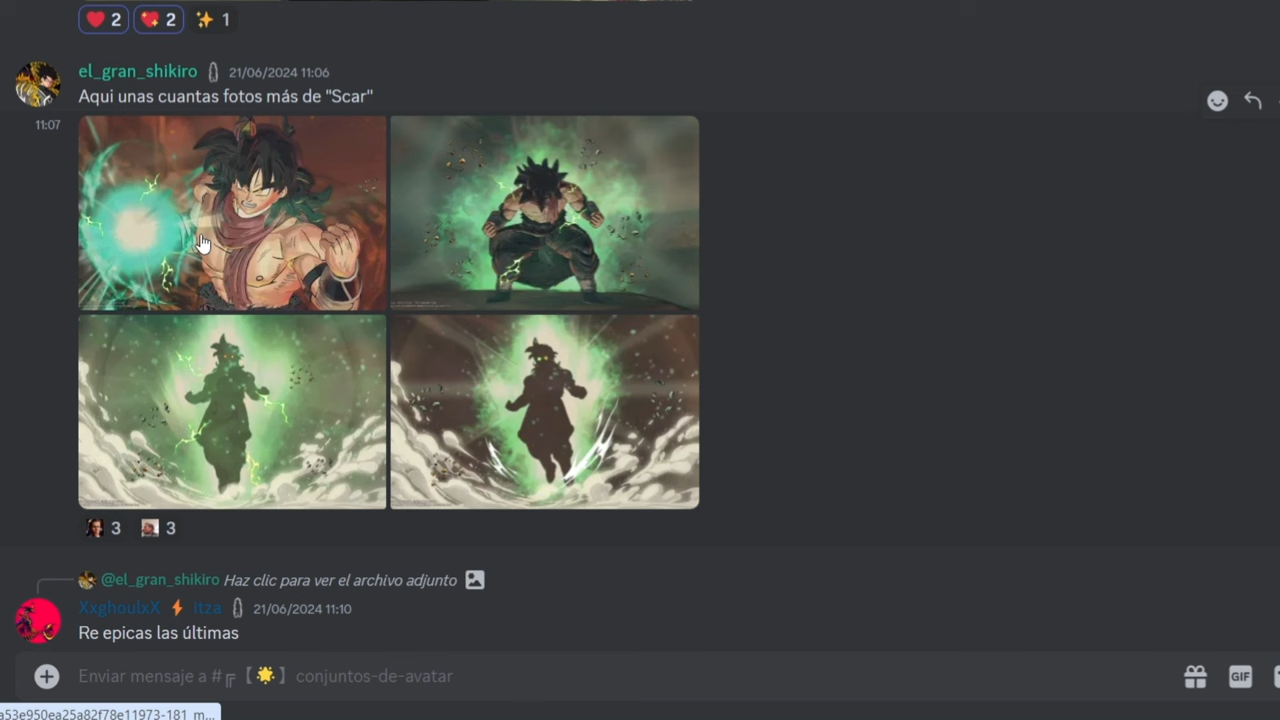 2 2 1
el_gran_shikiro 21/06/2024 11:06
Aqui unas cuantas fotos más de "Scar"
11:07
3 3
@el_gran_shikiro Haz clic para ver el archivo adjunto
XxghoulxX ⚡ Itza 21/06/2024 11:10
Re epicas las últimas
Enviar mensaje a #╔【🌟】conjuntos-de-avatar
GIF
a53e950ea25a82f78e11973-181_m...